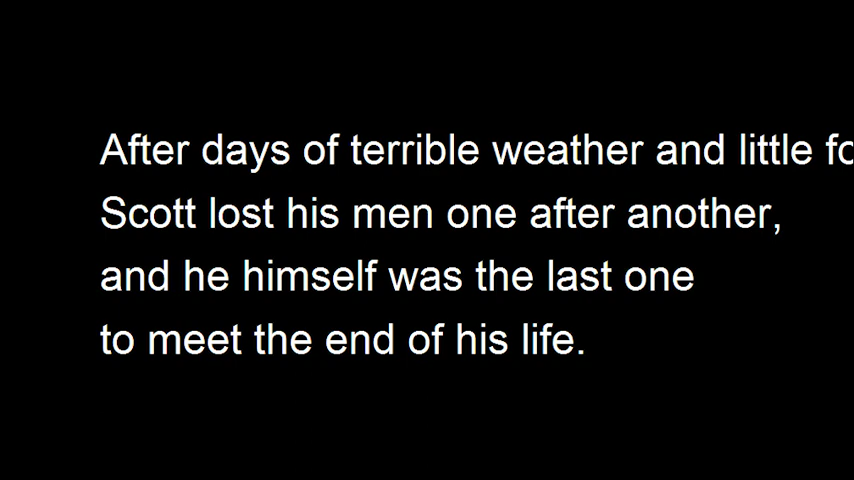 After days of terrible weather and little
Scott lost his men one after another,
and he himself was the last one
to meet the end of his life.